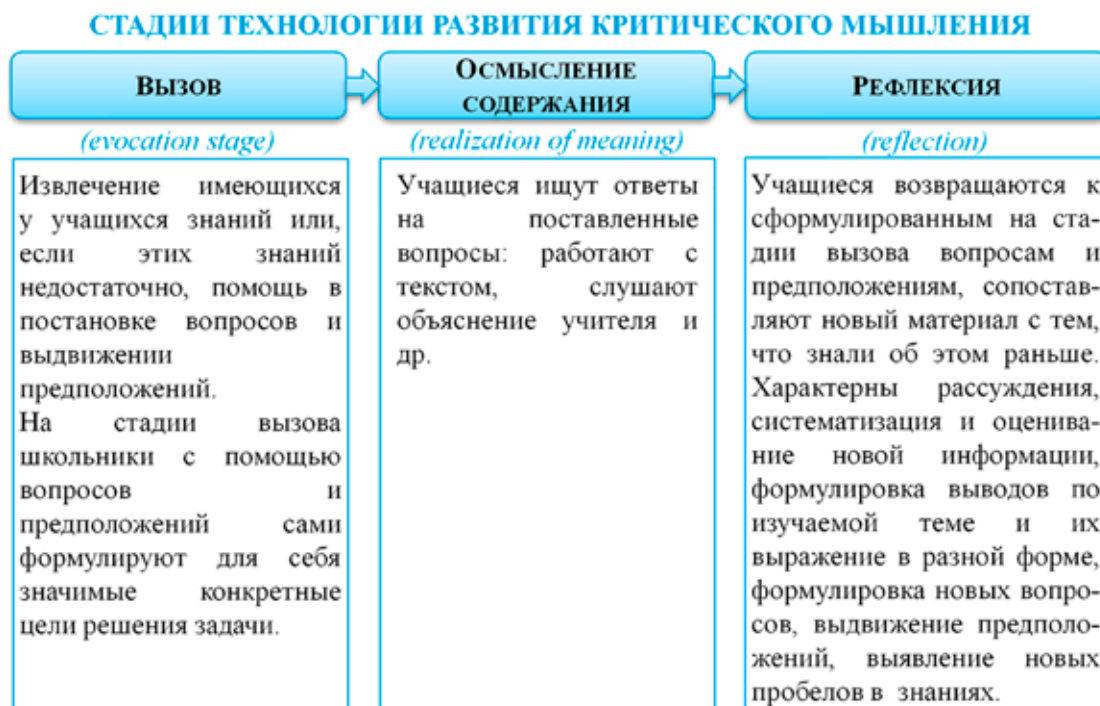 СТАДИИ ТЕХНОЛОГИИ РАЗВИТИЯ КРИТИЧЕСКОГО МЫШЛЕНИЯ
ВЫЗОВ
(evocation stage)
Извлечение имеющихся
у учащихся знаний или,
если этих знаний
недостаточно, помощь в
постановке вопросов и
выдвижении
предположений.
На стадии вызова
школьники с помощью
вопросов и
предположений сами
формулируют для себя
значимые конкретные
цели решения задачи.
ОСМЫСЛЕНИЕ
СОДЕРЖАНИЯ
(realization of meaning)
Учащиеся ищут ответы
на поставленные
вопросы: работают с
текстом, слушают
объяснение учителя и
др.
РЕФЛЕКСИЯ
(reflection)
Учащиеся возвращаются к
сформулированным на ста-
дии вызова вопросам и
предположениям, сопостав-
ляют новый материал с тем,
что знали об этом раньше.
Характерны рассуждения,
систематизация и оценива-
ние новой информации,
формулировка выводов по
изучаемой теме и их
выражение в разной форме,
формулировка новых вопро-
сов, выдвижение предполо-
жений, выявление новых
пробелов в знаниях.